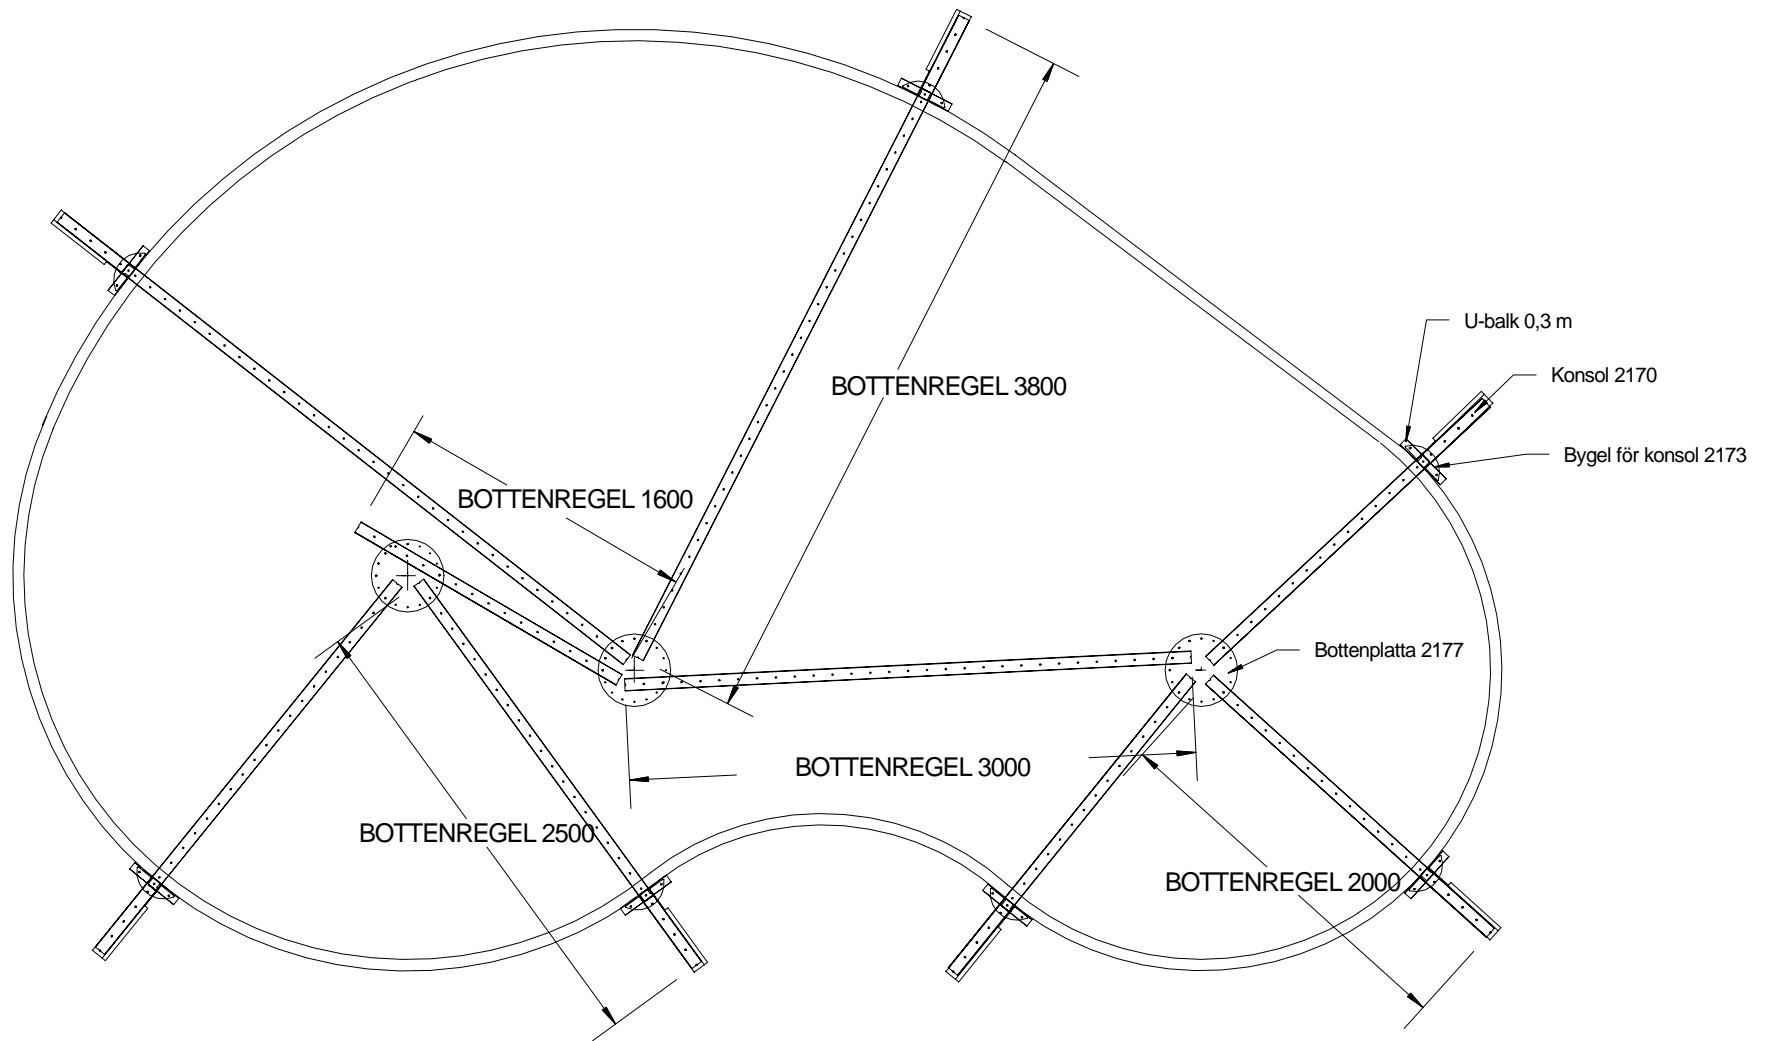 U-balk 0,3 m
Konsol 2170
BOTTENREGEL 3800
Bygel för konsol 2173
BOTTENREGEL 1600
Bottenplatta 2177
BOTTENREGEL 3000
BOTTENREGEL 2500
BOTTENREGEL 2000